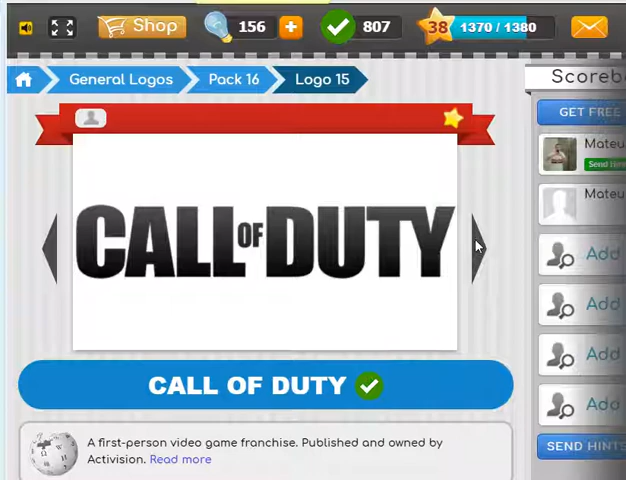 Shop 156 807 38 1370 / 1380
General Logos Pack 16 Logo 15
CALL OF DUTY
CALL OF DUTY
A first-person video game franchise. Published and owned by
Activision. Read more
Scoreb
GET FREE
Mateu
Mateu
Add
Add
Add
Add
SEND HINTS